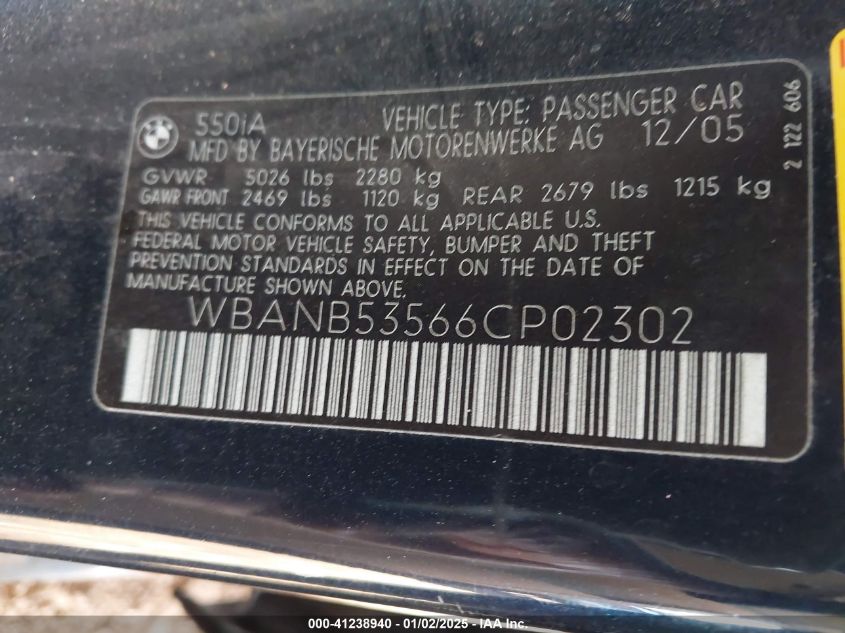 BMW
550iA VEHICLE TYPE: PASSENGER CAR
MFD BY BAYERISCHE MOTORENWERKE AG 12/05
GVWR 5026 lbs 2280 kg
GAWR FRONT 2469 lbs 1120 kg REAR 2679 lbs 1215 kg
THIS VEHICLE CONFORMS TO ALL APPLICABLE U.S.
FEDERAL MOTOR VEHICLE SAFETY, BUMPER AND THEFT
PREVENTION STANDARDS IN EFFECT ON THE DATE OF
MANUFACTURE SHOWN ABOVE.
WBANB53566CP02302
2 122 606
000-41238940 - 01/02/2025 - IAA Inc.